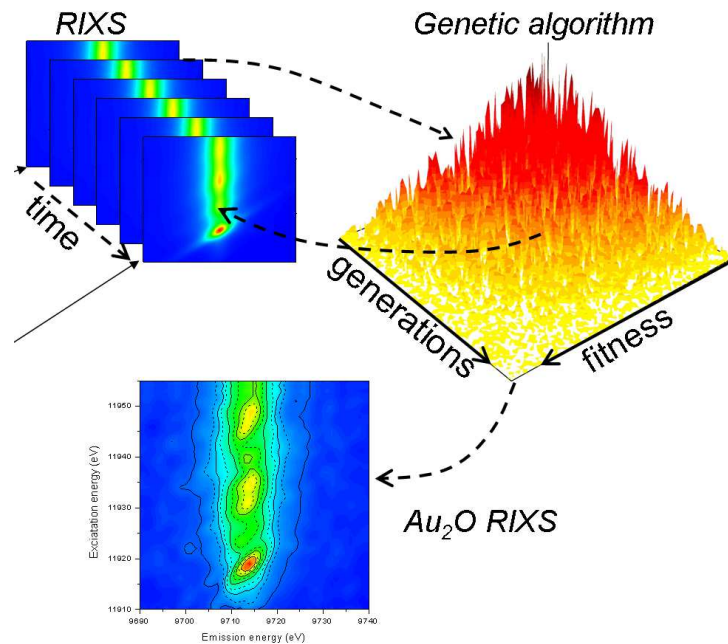 RIXS
Genetic algorithm
time
generations
fitness
11950
11940
11930
11920
11910
Exciatation energy (eV)
9690 9700 9710 9720 9730 9740
Emission energy (eV)
Au₂O RIXS